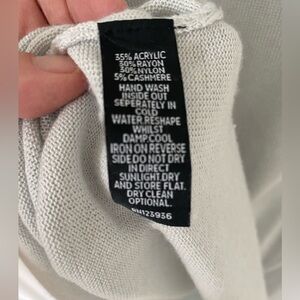 35% ACRYLIC
30% RAYON
30% NYLON
5% CASHMERE
HAND WASH
INSIDE OUT
SEPERATELY IN
COLD
WATER.RESHAPE
WHILST
DAMP.COOL
IRON ON REVERSE
SIDE DO NOT DRY
IN DIRECT
SUNLIGHT.DRY
AND STORE FLAT.
DRY CLEAN
OPTIONAL.
RN123936